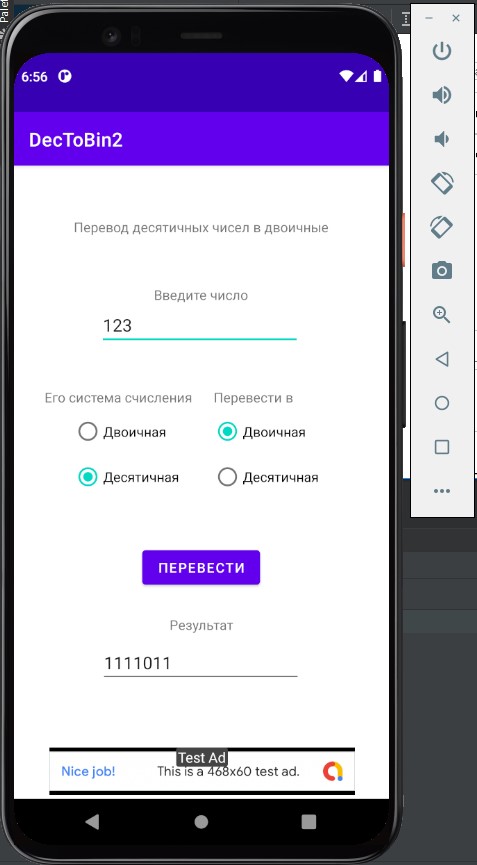 Palet
6:56
DecToBin2
Перевод десятичных чисел в двоичные
Введите число
123
Его система счисления Перевести в
Двоичная Двоичная
Десятичная Десятичная
ПЕРЕВЕСТИ
Результат
1111011
Test Ad
Nice job! This is a 468x60 test ad.